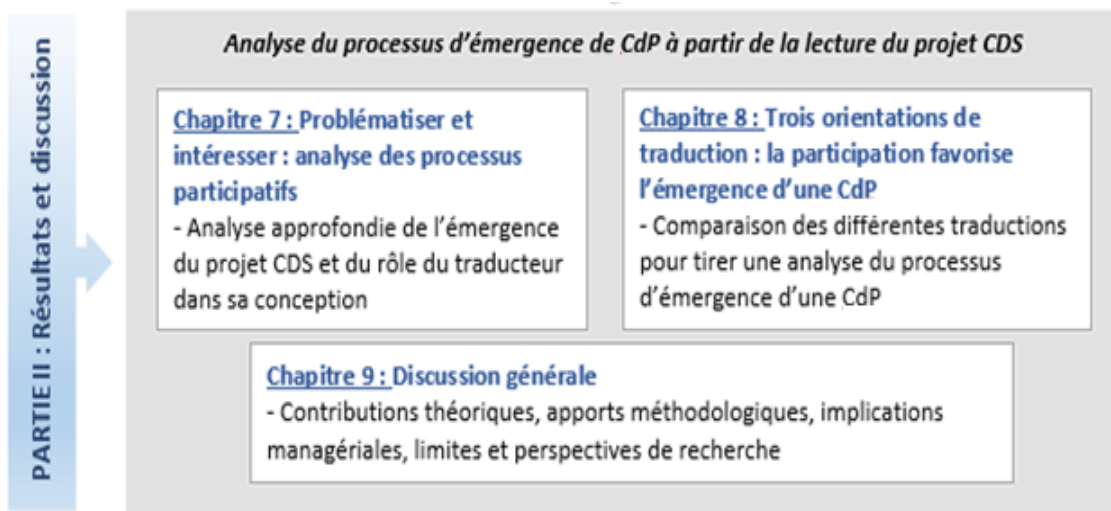 PARTIE II : Résultats et discussion
Analyse du processus d'émergence de CdP à partir de la lecture du projet CDS
Chapitre 7 : Problématiser et
intéresser : analyse des processus
participatifs
- Analyse approfondie de l'émergence
du projet CDS et du rôle du traducteur
dans sa conception
Chapitre 8 : Trois orientations de
traduction : la participation favorise
l'émergence d'une CdP
- Comparaison des différentes traductions
pour tirer une analyse du processus
d'émergence d'une CdP
Chapitre 9 : Discussion générale
- Contributions théoriques, apports méthodologiques, implications
managériales, limites et perspectives de recherche